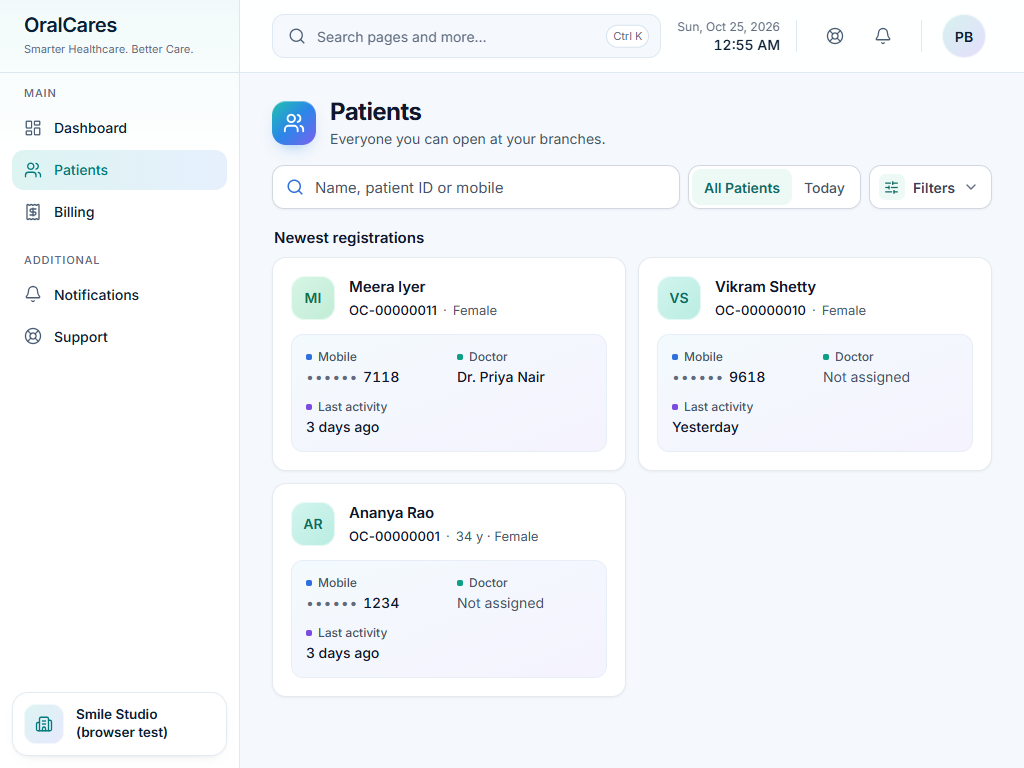 OralCares
Smarter Healthcare. Better Care.
MAIN
Dashboard
Patients
Billing
ADDITIONAL
Notifications
Support
Smile Studio
(browser test)
Search pages and more...
Ctrl K
Sun, Oct 25, 2026
12:55 AM
PB
Patients
Everyone you can open at your branches.
Name, patient ID or mobile
All Patients
Today
Filters
Newest registrations
MI
Meera Iyer
OC-00000011 · Female
Mobile
•••••• 7118
Doctor
Dr. Priya Nair
Last activity
3 days ago
VS
Vikram Shetty
OC-00000010 · Female
Mobile
•••••• 9618
Doctor
Not assigned
Last activity
Yesterday
AR
Ananya Rao
OC-00000001 · 34 y · Female
Mobile
•••••• 1234
Doctor
Not assigned
Last activity
3 days ago